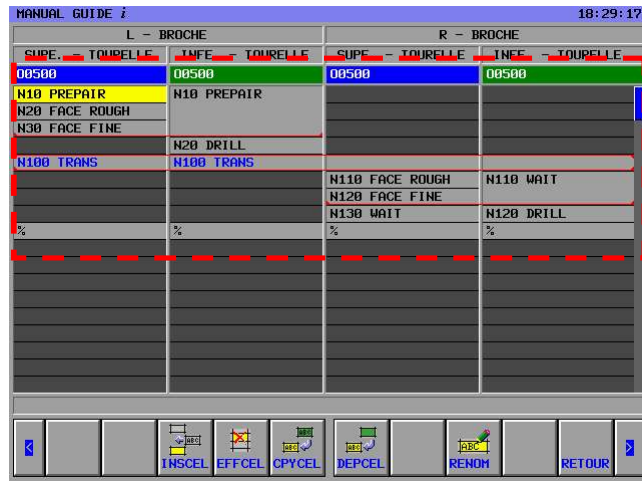 MANUAL GUIDE i 18:29:17
L - BROCHE R - BROCHE
SUPE. - TOURELLE INFE. - TOURELLE SUPE. - TOURELLE INFE. - TOURELLE
O0500 O0500 O0500 O0500
N10 PREPAIR N10 PREPAIR
N20 FACE ROUGH
N30 FACE FINE
N20 DRILL
N100 TRANS N100 TRANS
N110 FACE ROUGH N110 WAIT
N120 FACE FINE
N130 WAIT N120 DRILL
% % % %
INSCEL EFFCEL CPYCEL DEPCEL RENOM RETOUR